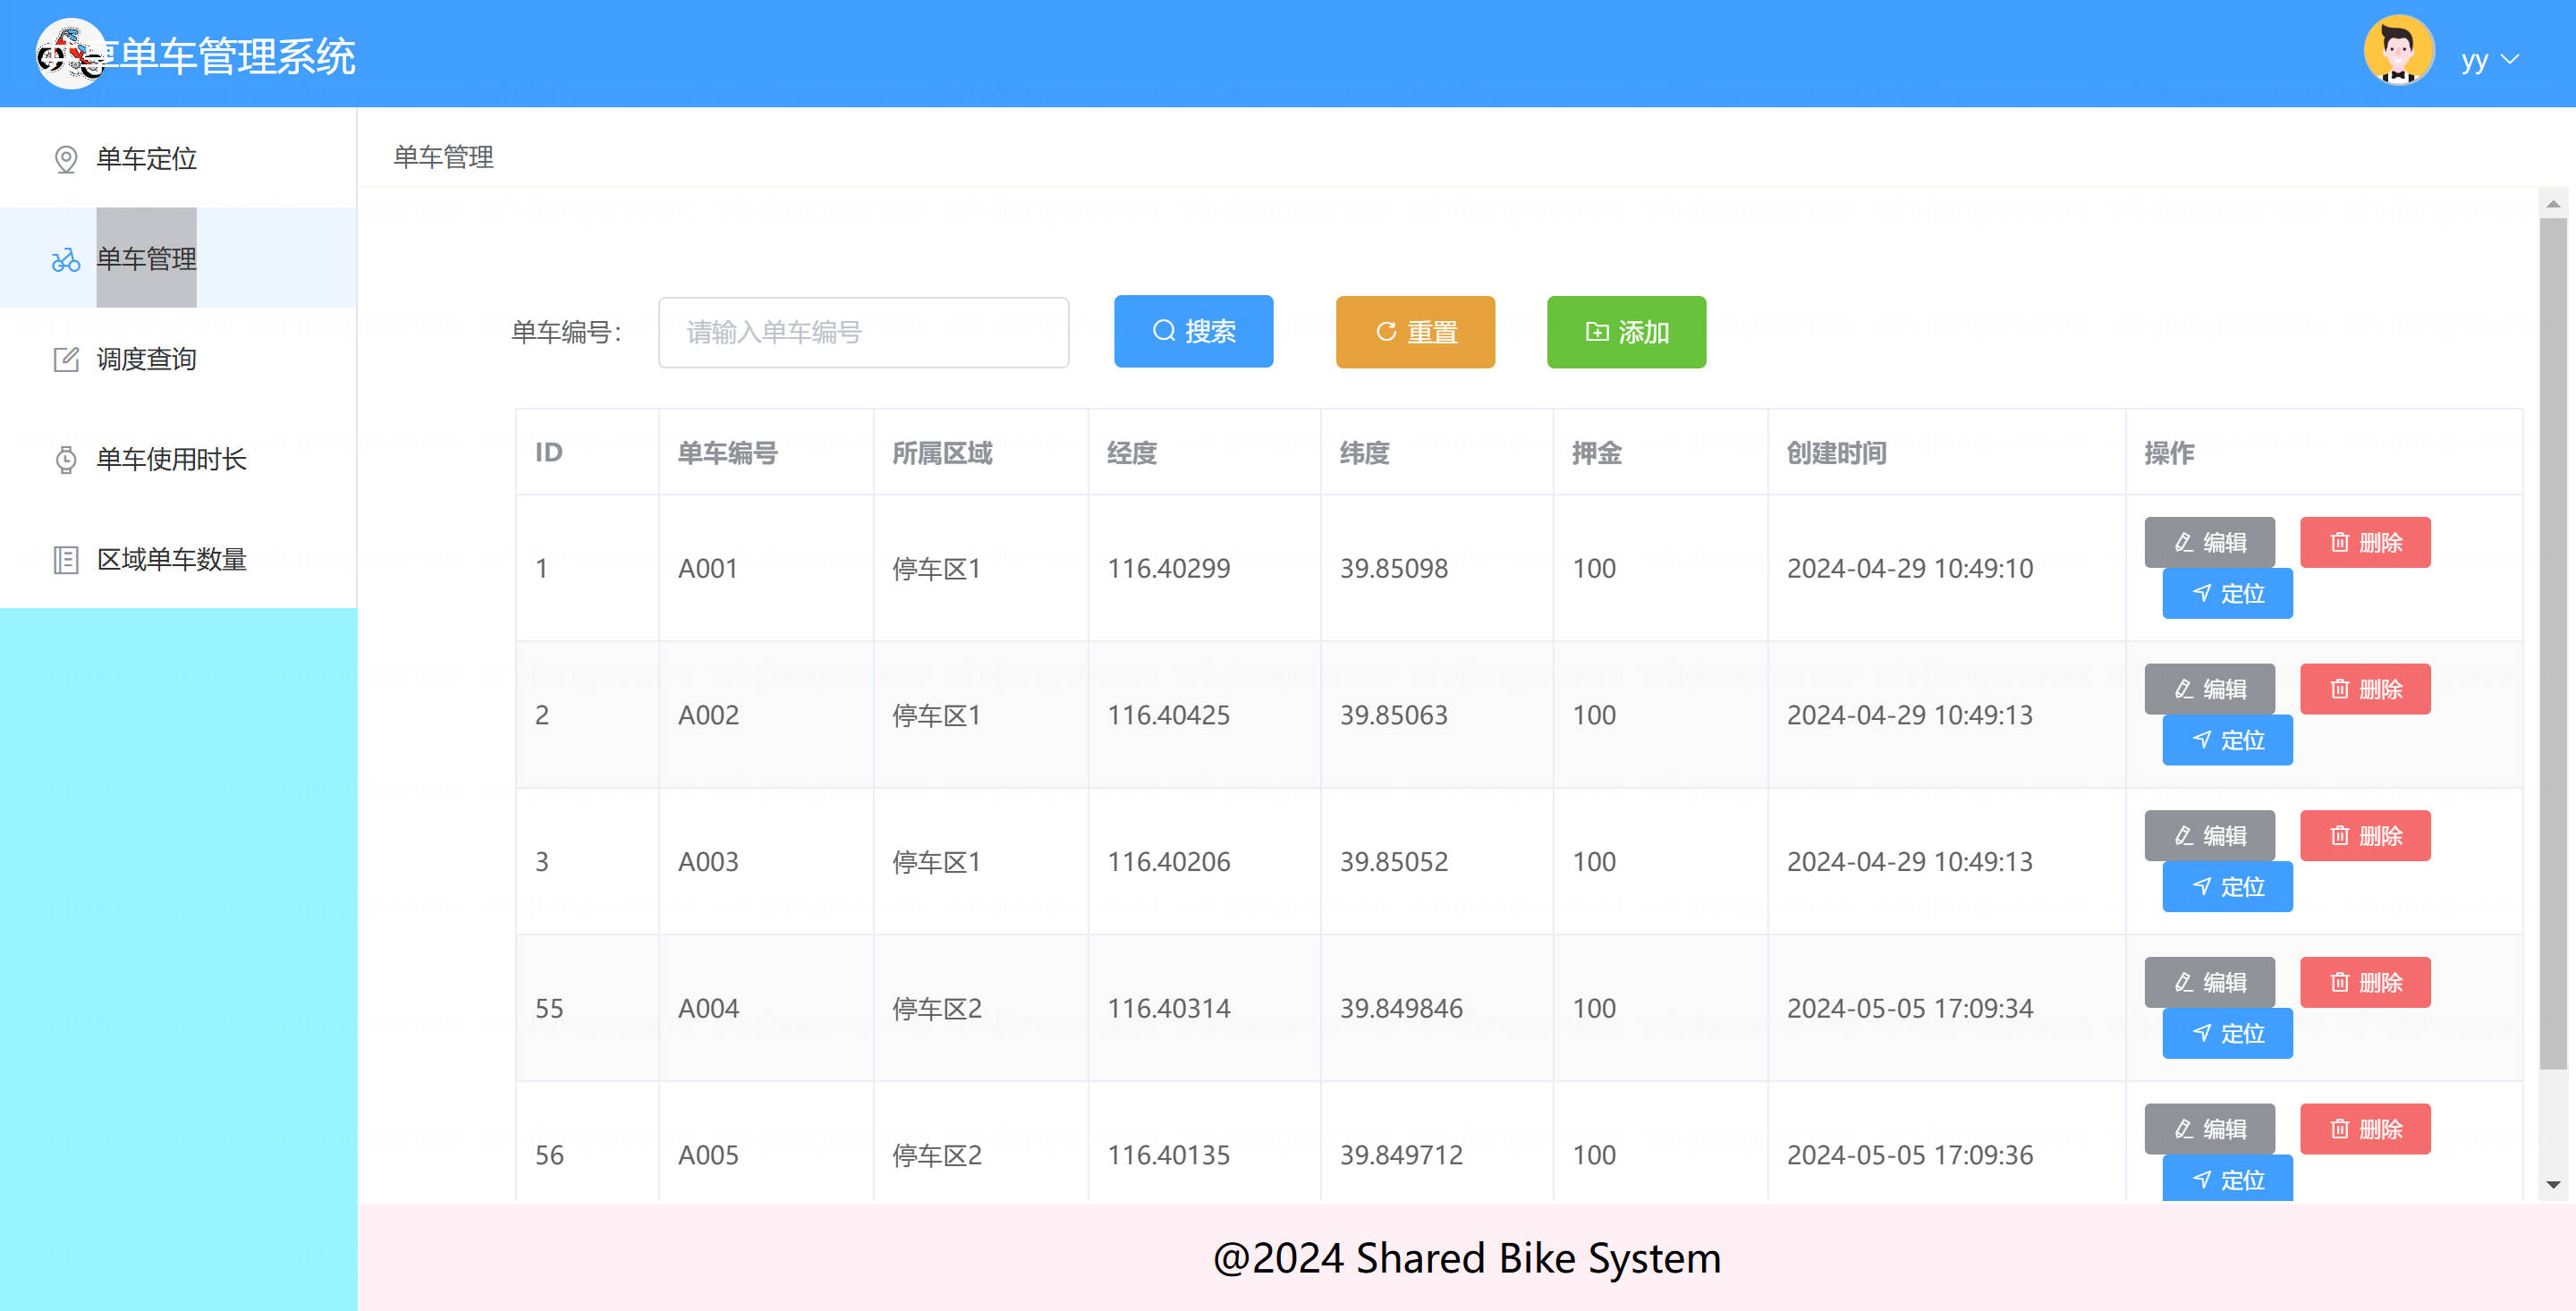 享单车管理系统
yy
单车定位
单车管理
调度查询
单车使用时长
区域单车数量
单车管理
单车编号：
请输入单车编号
搜索
重置
添加
ID 单车编号 所属区域 经度 纬度 押金 创建时间 操作
1 A001 停车区1 116.40299 39.85098 100 2024-04-29 10:49:10 编辑 删除
定位
2 A002 停车区1 116.40425 39.85063 100 2024-04-29 10:49:13 编辑 删除
定位
3 A003 停车区1 116.40206 39.85052 100 2024-04-29 10:49:13 编辑 删除
定位
55 A004 停车区2 116.40314 39.849846 100 2024-05-05 17:09:34 编辑 删除
定位
56 A005 停车区2 116.40135 39.849712 100 2024-05-05 17:09:36 编辑 删除
定位
@2024 Shared Bike System